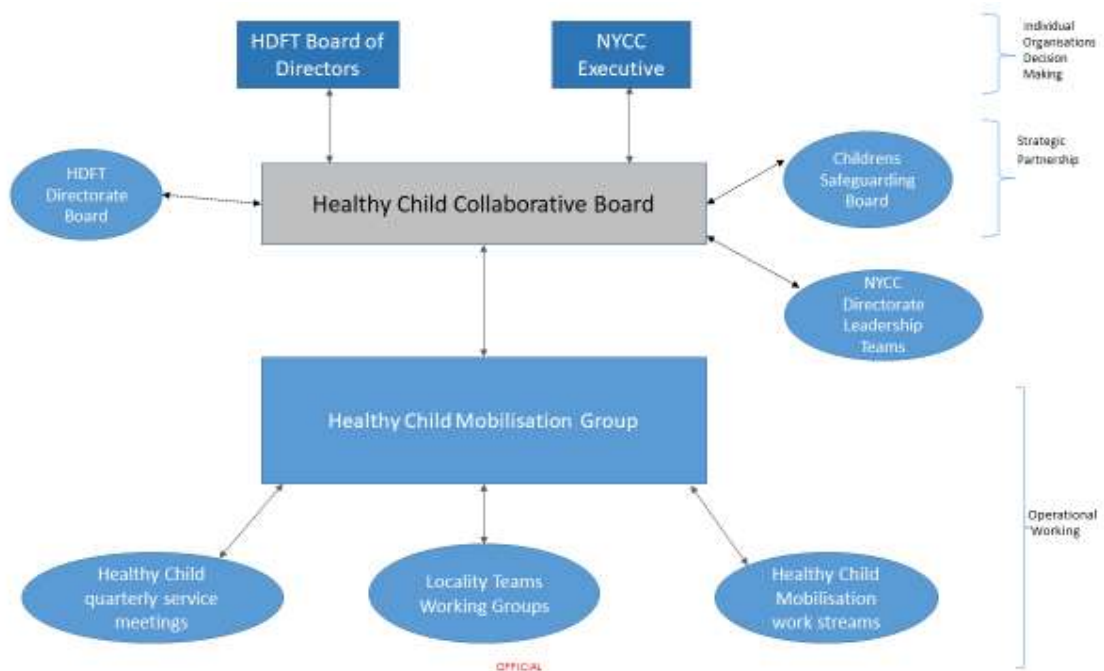 HDFT Board of
Directors
NYCC
Executive
Individual
Organisations
Decision
Making
HDFT
Directorate
Board
Healthy Child Collaborative Board
Childrens
Safeguarding
Board
Strategic
Partnership
NYCC
Directorate
Leadership
Teams
Healthy Child Mobilisation Group
Operational
Working
Healthy Child
quarterly service
meetings
Locality Teams
Working Groups
Healthy Child
Mobilisation
work streams
OFFICIAL